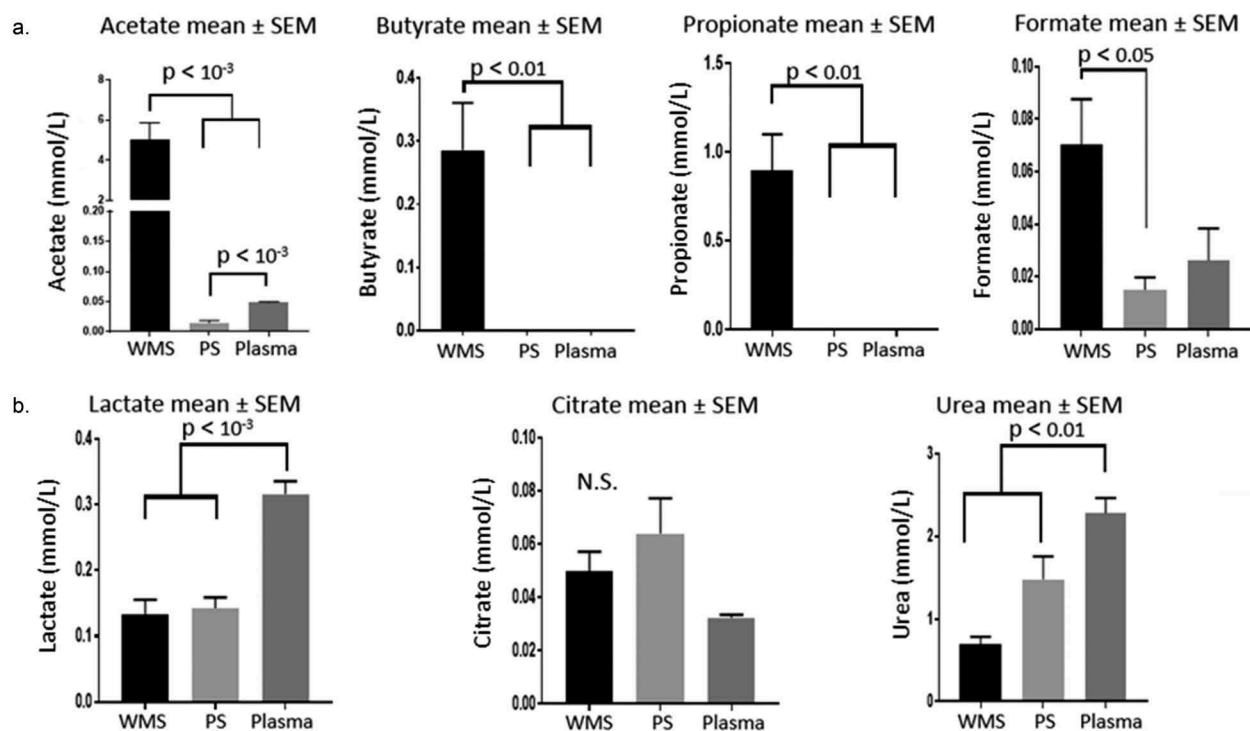 a.
Acetate mean ± SEM
p < 10⁻³
p < 10⁻³
Acetate (mmol/L)
8
6
4
2
0.20
0.15
0.10
0.05
0.00
WMS PS Plasma
Butyrate mean ± SEM
p < 0.01
Butyrate (mmol/L)
0.4
0.3
0.2
0.1
0.0
WMS PS Plasma
Propionate mean ± SEM
p < 0.01
Propionate (mmol/L)
1.5
1.0
0.5
0.0
WMS PS Plasma
Formate mean ± SEM
p < 0.05
Formate (mmol/L)
0.10
0.08
0.06
0.04
0.02
0.00
WMS PS Plasma
b.
Lactate mean ± SEM
p < 10⁻³
Lactate (mmol/L)
0.4
0.3
0.2
0.1
0.0
WMS PS Plasma
Citrate mean ± SEM
N.S.
Citrate (mmol/L)
0.10
0.08
0.06
0.04
0.02
0.00
WMS PS Plasma
Urea mean ± SEM
p < 0.01
Urea (mmol/L)
3
2
1
0
WMS PS Plasma